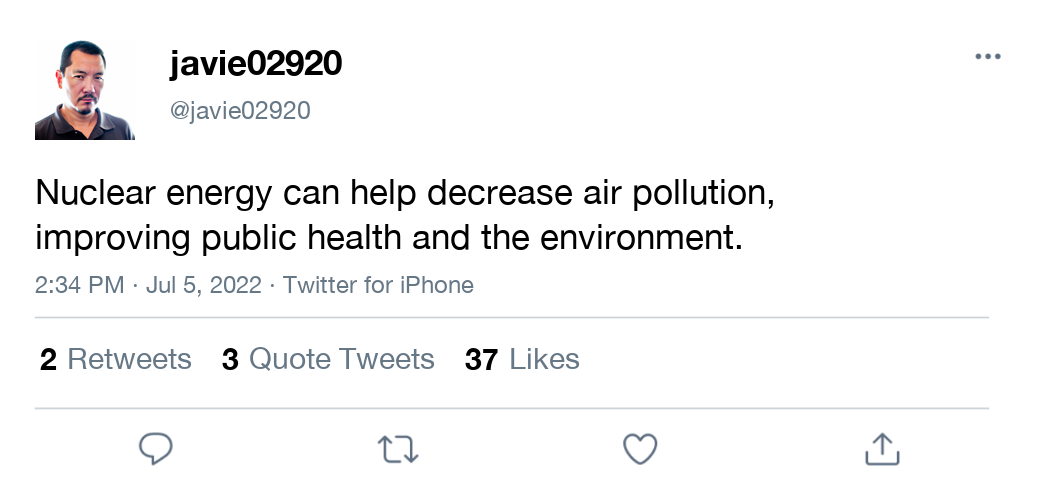 javie02920
@javie02920
Nuclear energy can help decrease air pollution,
improving public health and the environment.
2:34 PM · Jul 5, 2022 · Twitter for iPhone
2 Retweets 3 Quote Tweets 37 Likes